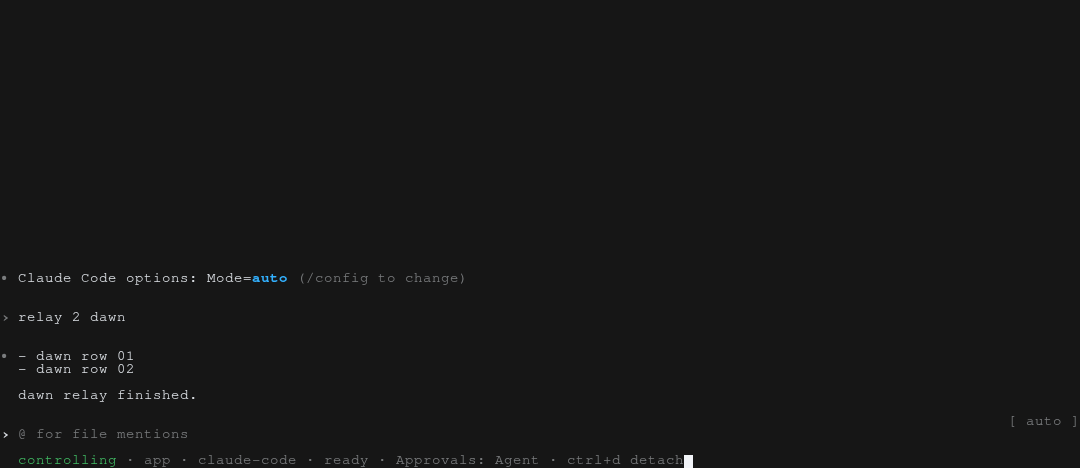 • Claude Code options: Mode=auto (/config to change)
› relay 2 dawn
• - dawn row 01
- dawn row 02
dawn relay finished.
[ auto ]
› @ for file mentions
controlling · app · claude-code · ready · Approvals: Agent · ctrl+d detach